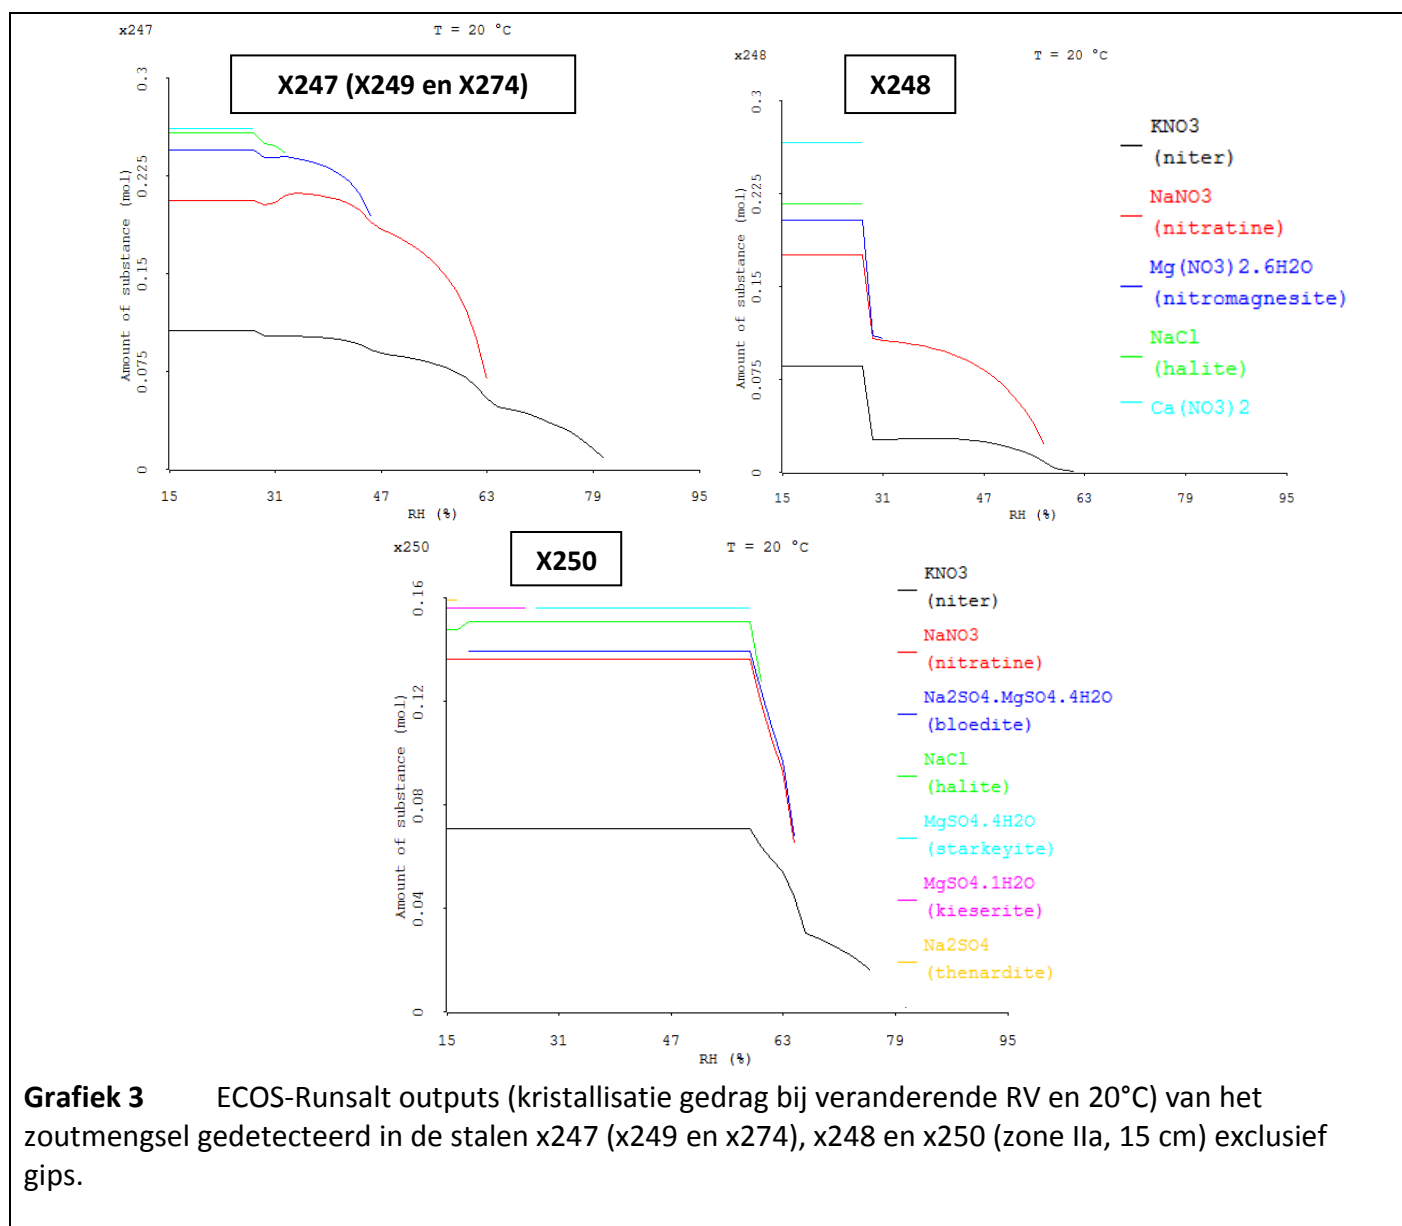 x247
T = 20 °C
X247 (X249 en X274)
0.3
0.225
0.15
0.075
0
Amount of substance (mol)
15 31 47 63 79 95
RH (%)
x248
T = 20 °C
X248
0.3
0.225
0.15
0.075
0
Amount of substance (mol)
15 31 47 63 79 95
RH (%)
KNO3
(niter)
NaNO3
(nitratine)
Mg(NO3)2.6H2O
(nitromagnesite)
NaCl
(halite)
Ca(NO3)2
x250
T = 20 °C
X250
0.16
0.12
0.08
0.04
0
Amount of substance (mol)
15 31 47 63 79 95
RH (%)
KNO3
(niter)
NaNO3
(nitratine)
Na2SO4.MgSO4.4H2O
(bloedite)
NaCl
(halite)
MgSO4.4H2O
(starkeyite)
MgSO4.1H2O
(kieserite)
Na2SO4
(thenardite)
Grafiek 3 ECOS-Runsalt outputs (kristallisatie gedrag bij veranderende RV en 20°C) van het
zoutmengsel gedetecteerd in de stalen x247 (x249 en x274), x248 en x250 (zone IIa, 15 cm) exclusief
gips.